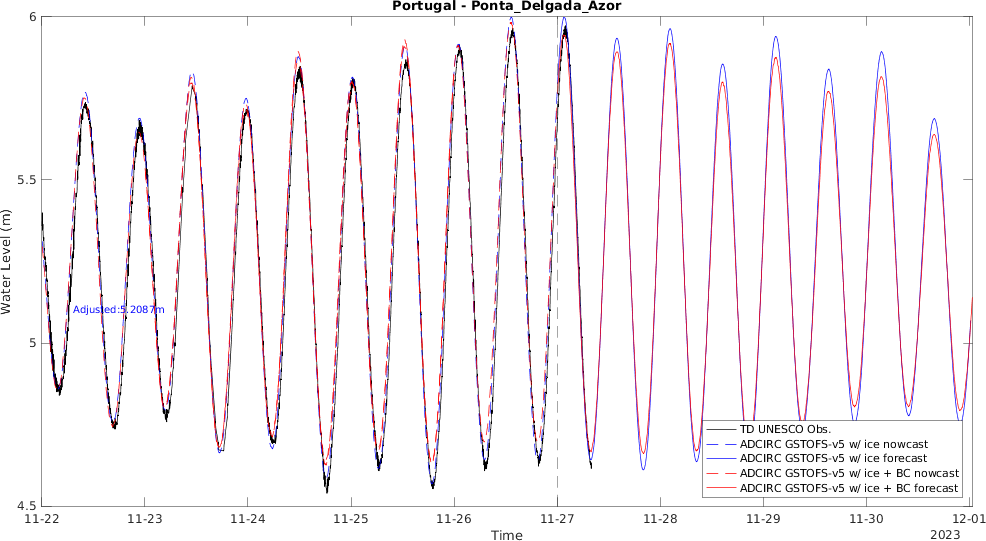 Portugal - Ponta_Delgada_Azor
6
5.5
5
4.5
Water Level (m)
Adjusted:5.2087m
TD UNESCO Obs.
ADCIRC GSTOFS-v5 w/ ice nowcast
ADCIRC GSTOFS-v5 w/ ice forecast
ADCIRC GSTOFS-v5 w/ ice + BC nowcast
ADCIRC GSTOFS-v5 w/ ice + BC forecast
11-22 11-23 11-24 11-25 11-26 11-27 11-28 11-29 11-30 12-01
Time
2023